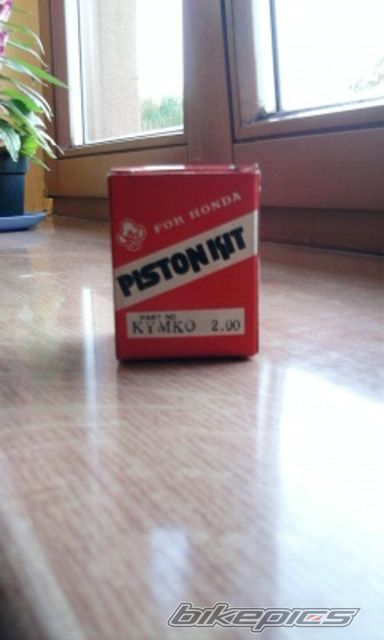 FOR HONDA
PISTON KIT
PART NO
KYMKO 2.00
bikepics